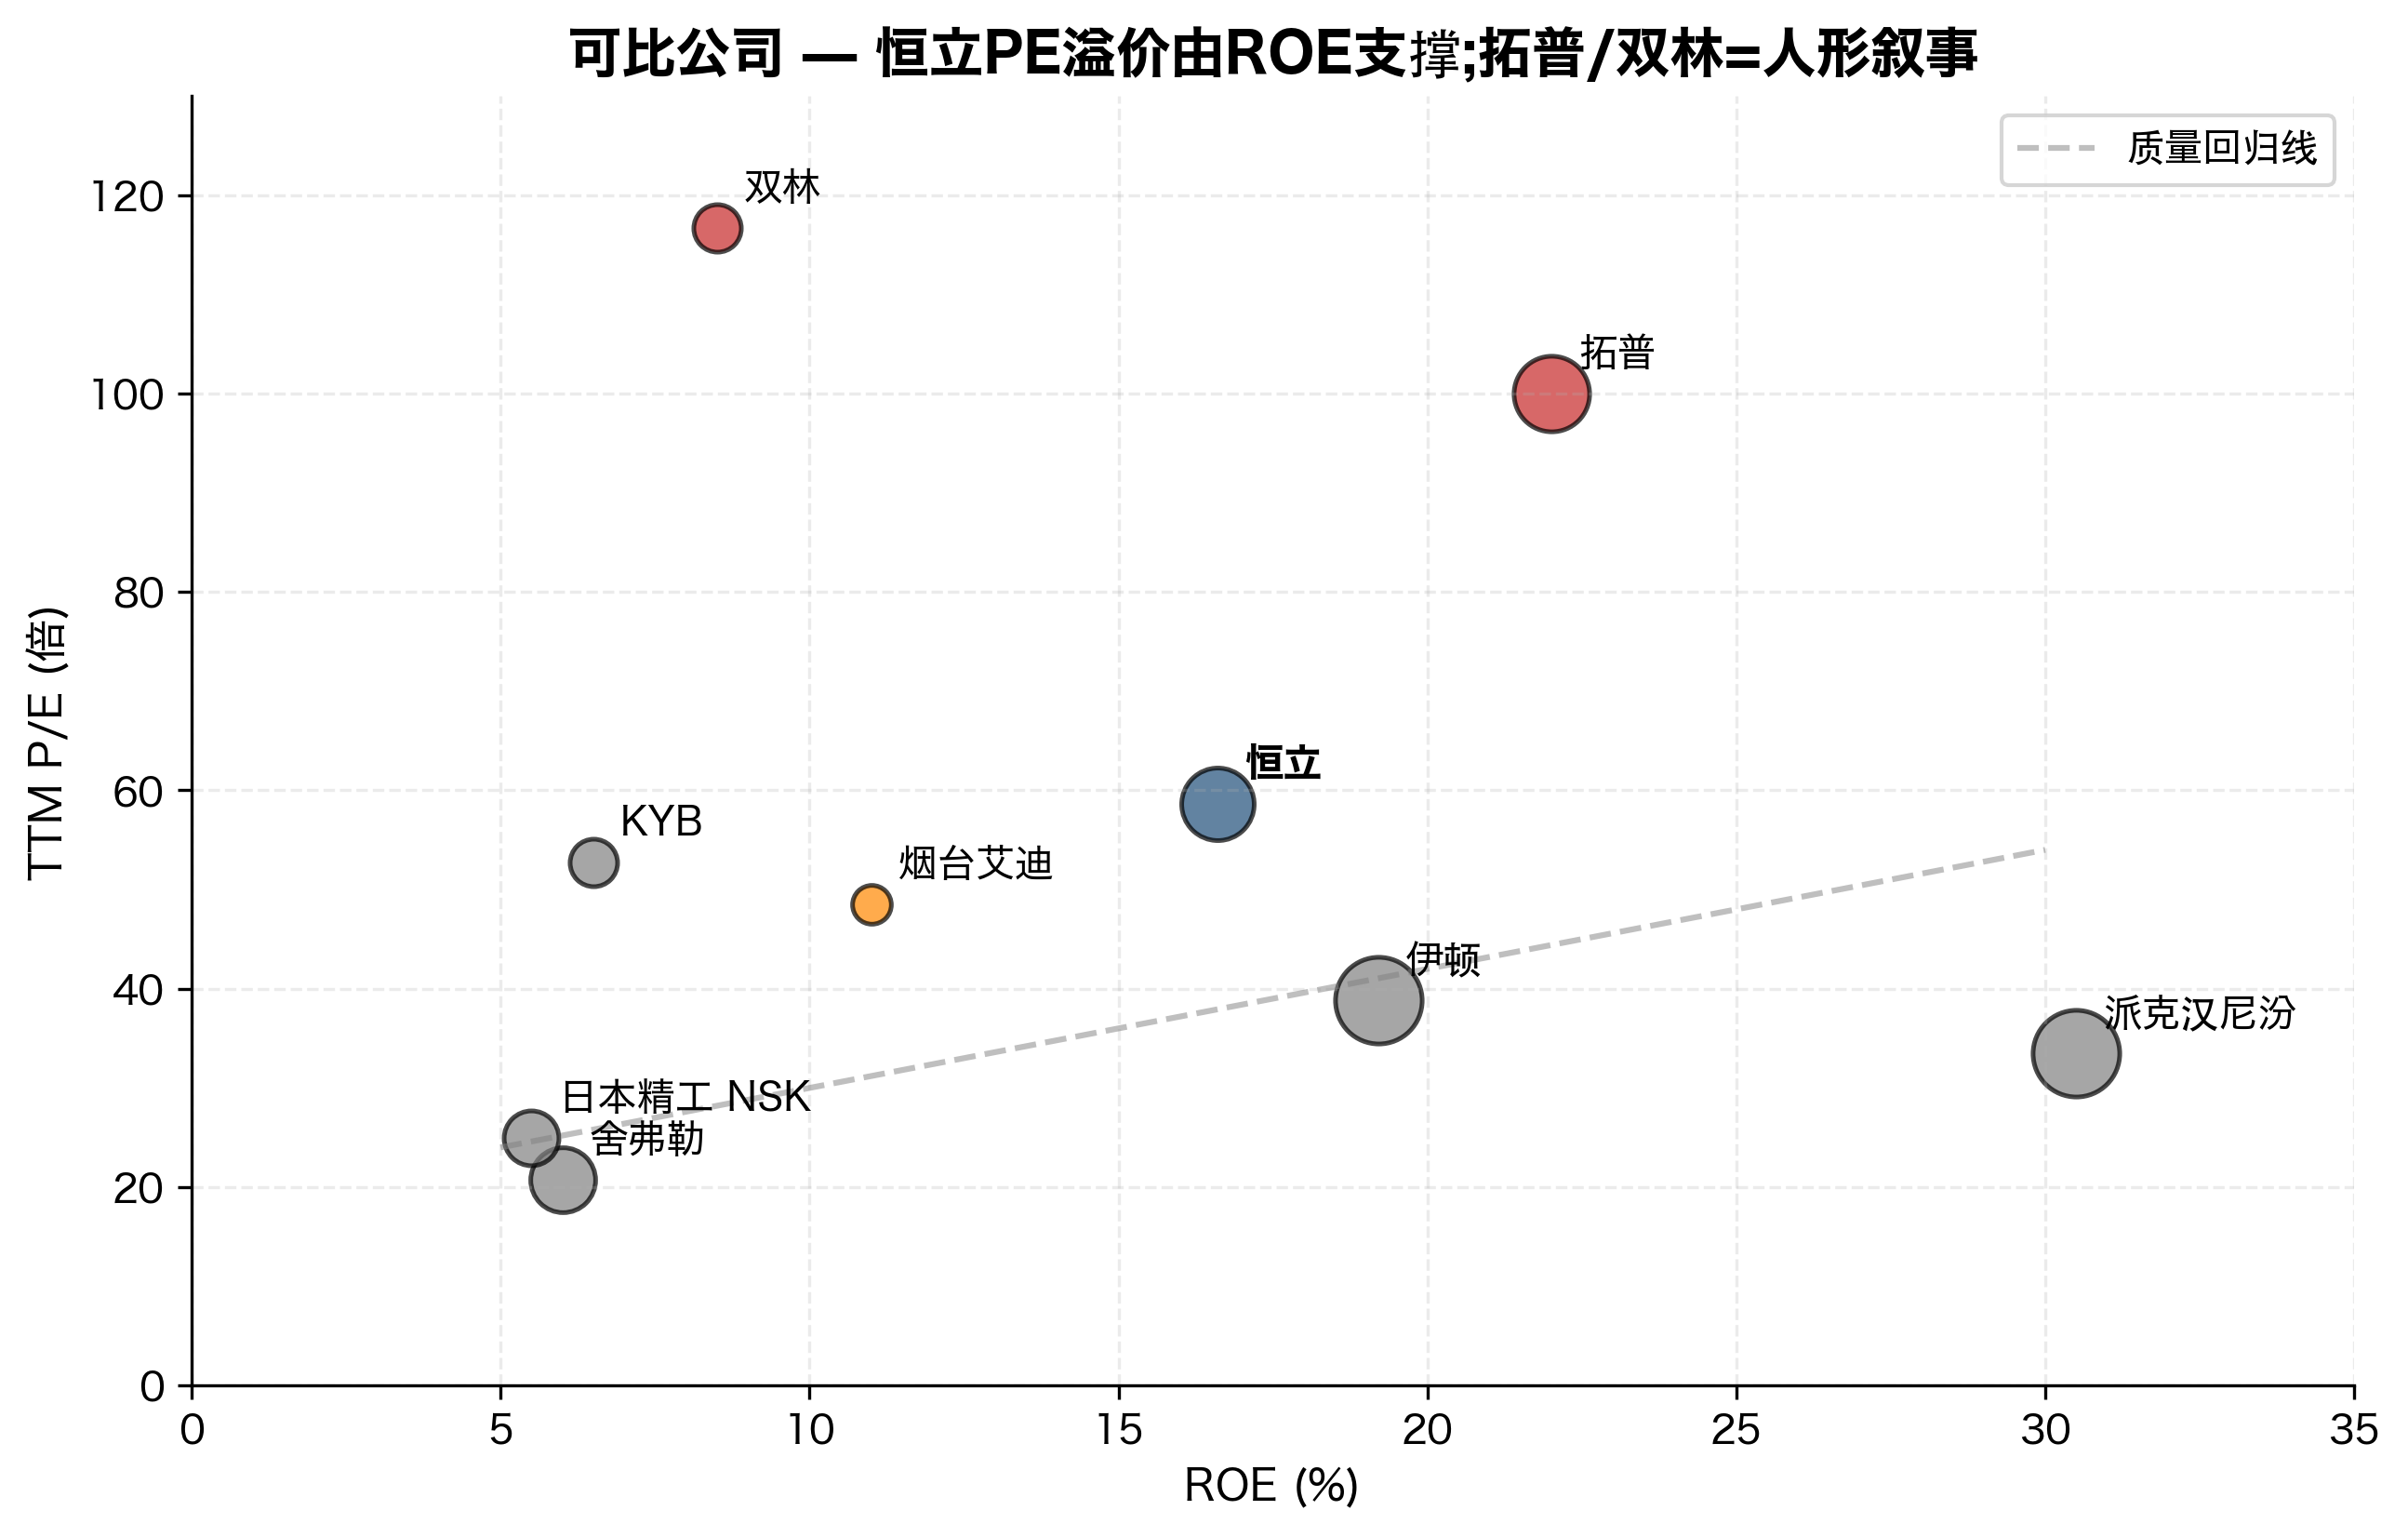 可比公司 — 恒立PE溢价由ROE支撑;拓普/双林=人形叙事
质量回归线
TTM P/E (倍)
120
100
80
60
40
20
0
双林
拓普
恒立
KYB
烟台艾迪
伊顿
派克汉尼汾
日本精工 NSK
舍弗勒
0 5 10 15 20 25 30 35
ROE (%)